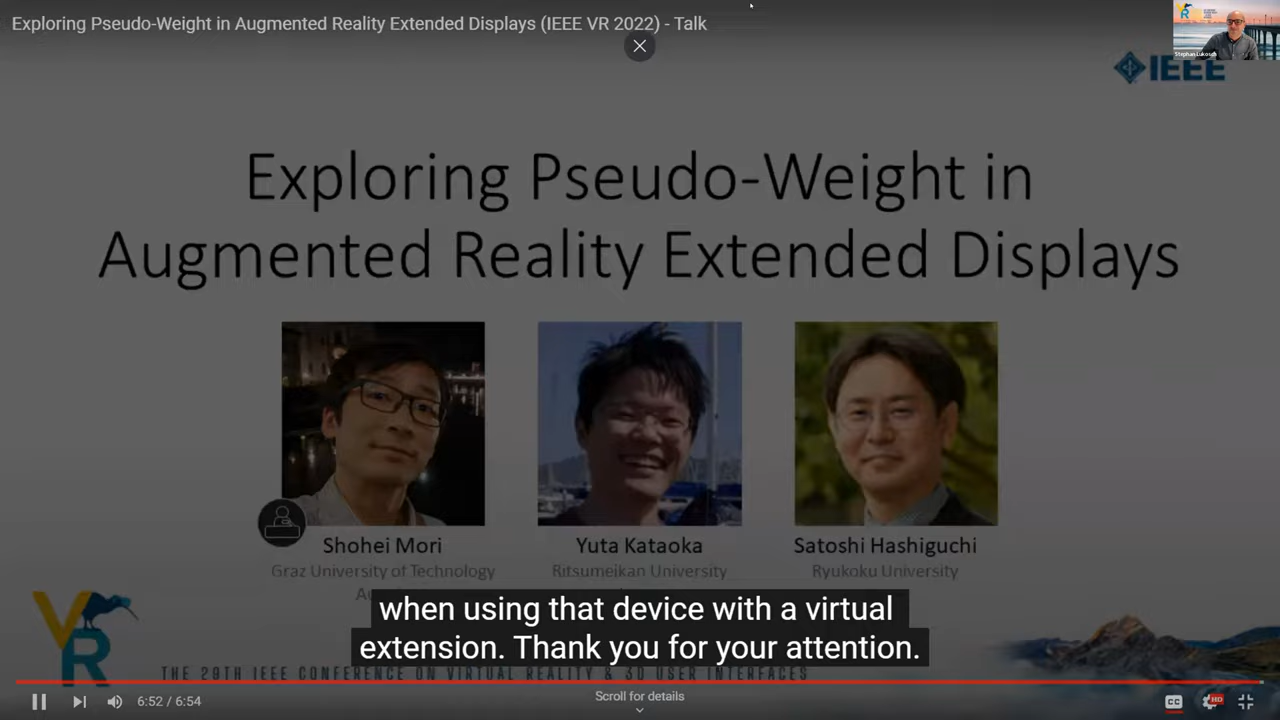 Exploring Pseudo-Weight in Augmented Reality Extended Displays (IEEE VR 2022) - Talk
IEEE
Exploring Pseudo-Weight in
Augmented Reality Extended Displays
Shohei Mori
Yuta Kataoka
Satoshi Hashiguchi
Graz University of Technology
Ritsumeikan University
Ryukoku University
when using that device with a virtual
extension. Thank you for your attention.
VR
THE 29TH IEEE CONFERENCE ON VIRTUAL REALITY & 3D USER INTERFACES
6:52 / 6:54
Scroll for details
CC
HD